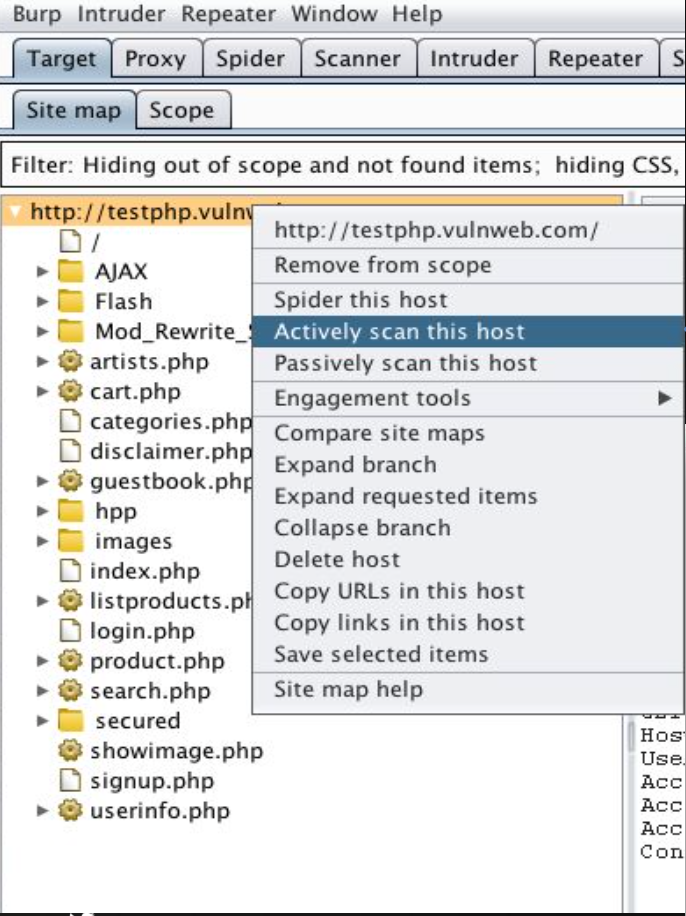 Burp Intruder Repeater Window Help
Target Proxy Spider Scanner Intruder Repeater S
Site map Scope
Filter: Hiding out of scope and not found items; hiding CSS,
http://testphp.vulnw
/
AJAX
Flash
Mod_Rewrite_
artists.php
cart.php
categories.php
disclaimer.php
guestbook.php
hpp
images
index.php
listproducts.ph
login.php
product.php
search.php
secured
showimage.php
signup.php
userinfo.php
http://testphp.vulnweb.com/
Remove from scope
Spider this host
Actively scan this host
Passively scan this host
Engagement tools
Compare site maps
Expand branch
Expand requested items
Collapse branch
Delete host
Copy URLs in this host
Copy links in this host
Save selected items
Site map help
Hos
Use
Acc
Acc
Acc
Con